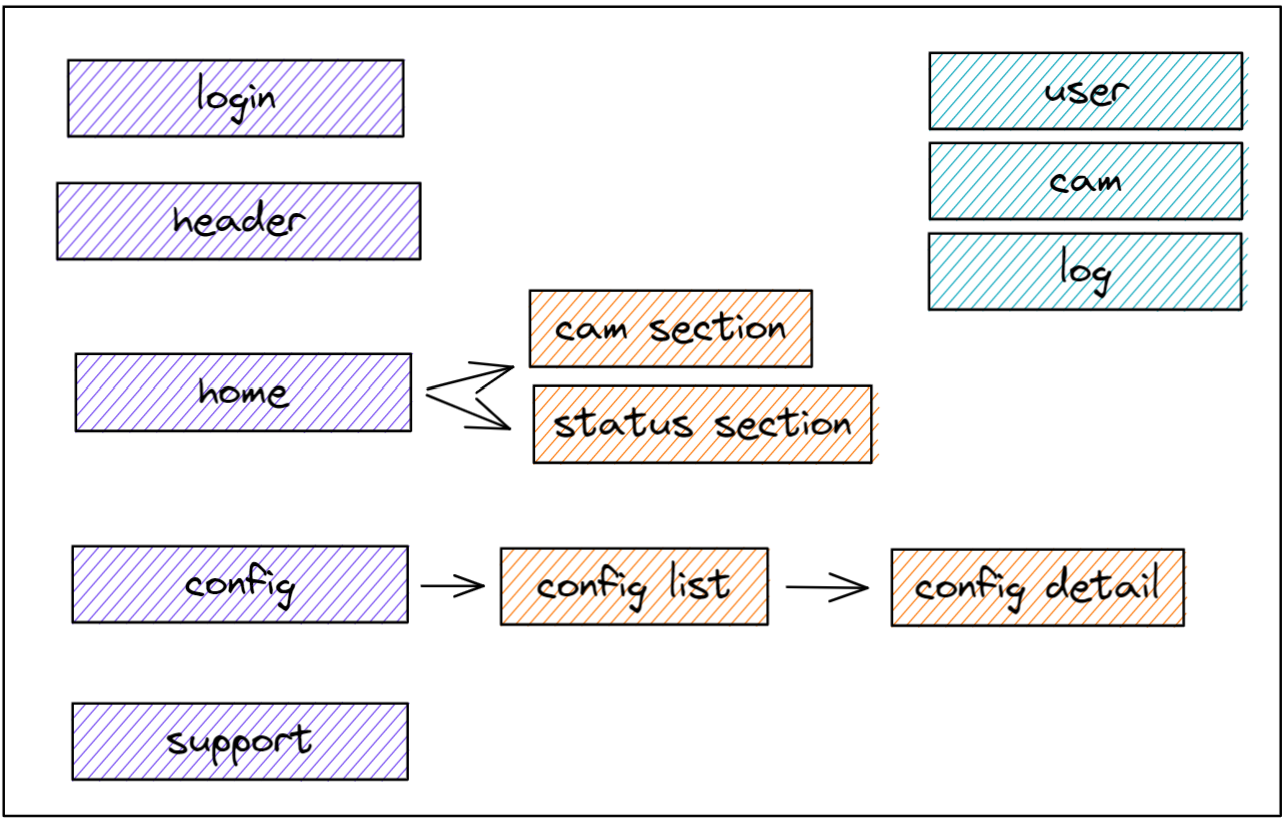 login
header
home
cam section
status section
config
config list
config detail
support
user
cam
log